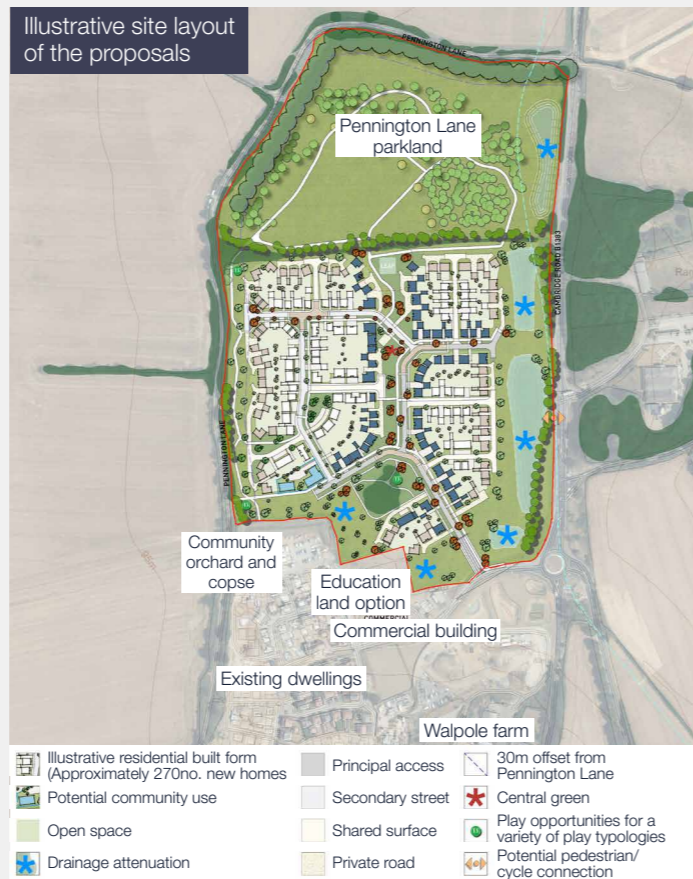 Illustrative site layout
of the proposals
PENNINGTON LANE
Pennington Lane
parkland
CAMBRIDGE ROAD B1383
PENNINGTON LANE
Community
orchard and
copse
Education
land option
COMMERCIAL
Commercial building
Existing dwellings
Walpole farm
Illustrative residential built form
(Approximately 270no. new homes
Potential community use
Open space
Drainage attenuation
Principal access
Secondary street
Shared surface
Private road
30m offset from
Pennington Lane
Central green
Play opportunities for a
variety of play typologies
Potential pedestrian/
cycle connection